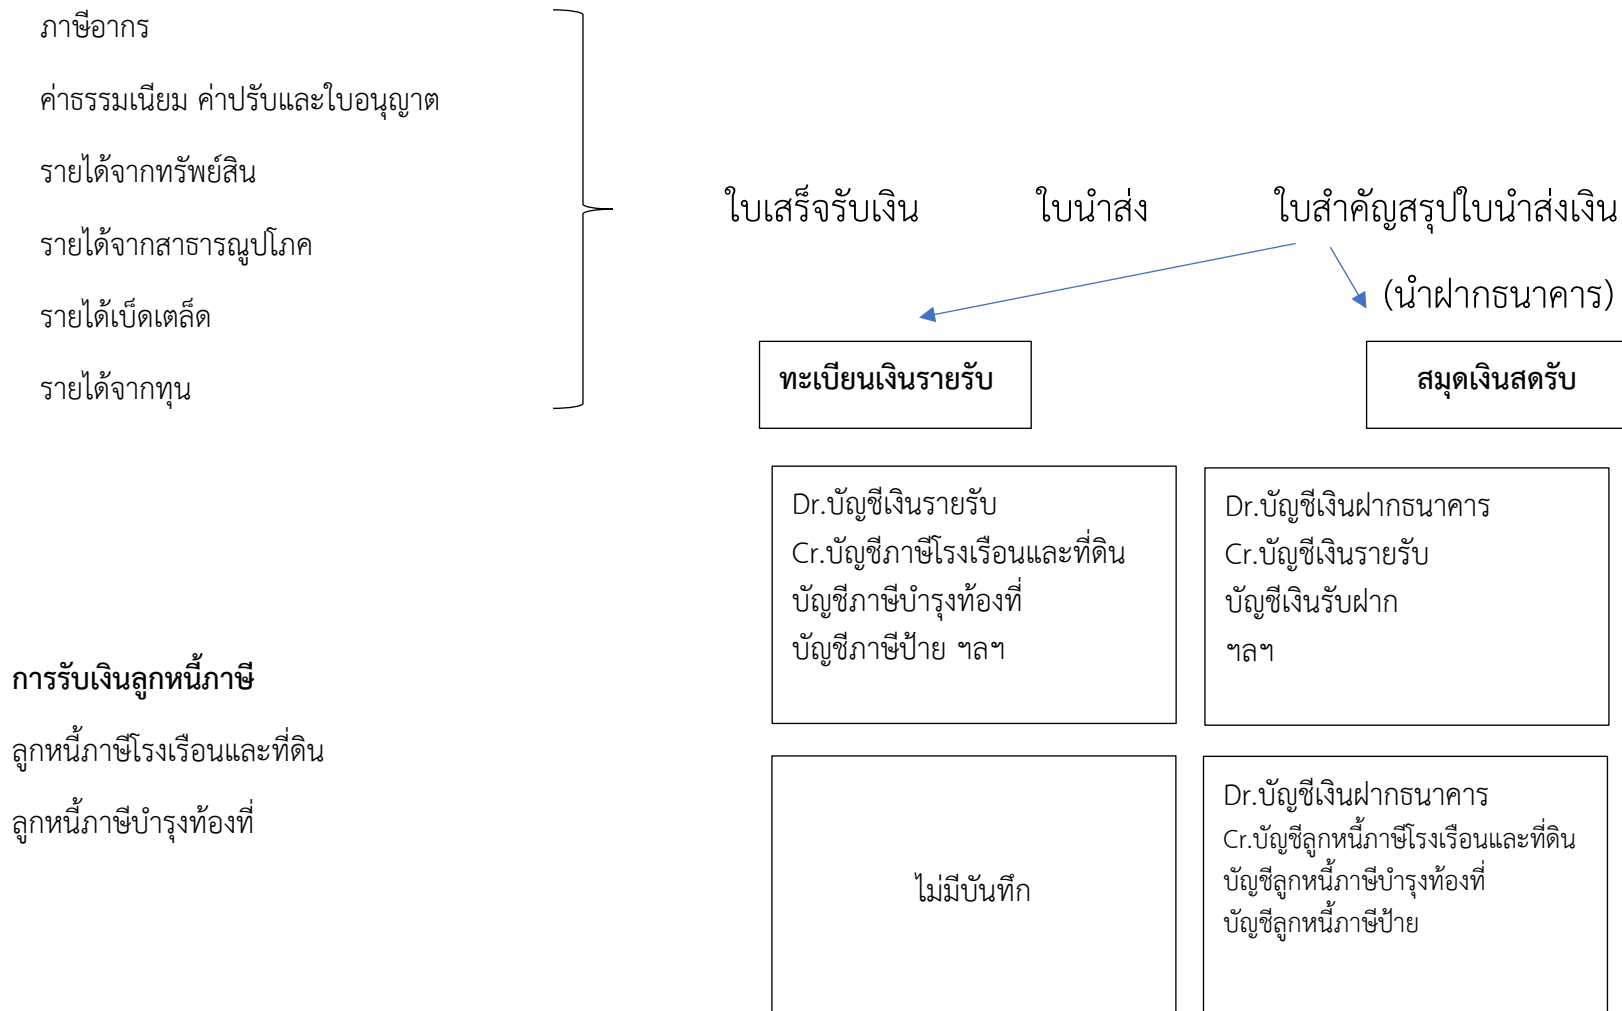 ภาษีอากร
ค่าธรรมเนียม ค่าปรับและใบอนุญาต
รายได้จากทรัพย์สิน
รายได้จากสาธารณูปโภค
รายได้เบ็ดเตล็ด
รายได้จากทุน
ใบเสร็จรับเงิน ใบนำส่ง ใบสำคัญสรุปใบนำส่งเงิน
(นำฝากธนาคาร)
ทะเบียนเงินรายรับ
สมุดเงินสดรับ
Dr.บัญชีเงินรายรับ
Cr.บัญชีภาษีโรงเรือนและที่ดิน
บัญชีภาษีบำรุงท้องที่
บัญชีภาษีป้าย ฯลฯ
Dr.บัญชีเงินฝากธนาคาร
Cr.บัญชีเงินรายรับ
บัญชีเงินรับฝาก
ฯลฯ
การรับเงินลูกหนี้ภาษี
ลูกหนี้ภาษีโรงเรือนและที่ดิน
ลูกหนี้ภาษีบำรุงท้องที่
ไม่มีบันทึก
Dr.บัญชีเงินฝากธนาคาร
Cr.บัญชีลูกหนี้ภาษีโรงเรือนและที่ดิน
บัญชีลูกหนี้ภาษีบำรุงท้องที่
บัญชีลูกหนี้ภาษีป้าย